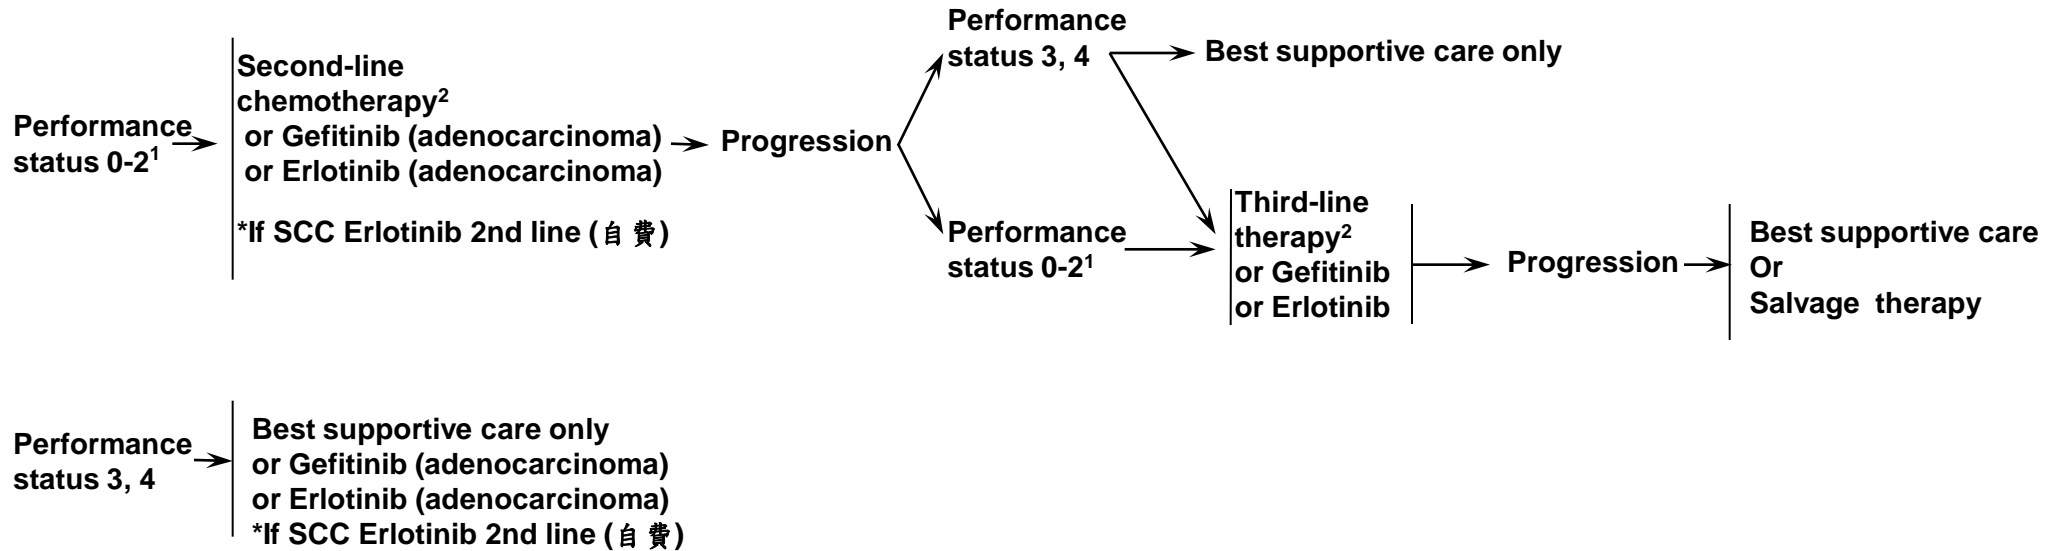 Performance
status 0-2¹
Second-line
chemotherapy²
or Gefitinib (adenocarcinoma)
or Erlotinib (adenocarcinoma)
*If SCC Erlotinib 2nd line (自費)
Progression
Performance
status 3, 4
Best supportive care only
Performance
status 0-2¹
Third-line
therapy²
or Gefitinib
or Erlotinib
Progression
Best supportive care
Or
Salvage therapy
Performance
status 3, 4
Best supportive care only
or Gefitinib (adenocarcinoma)
or Erlotinib (adenocarcinoma)
*If SCC Erlotinib 2nd line (自費)